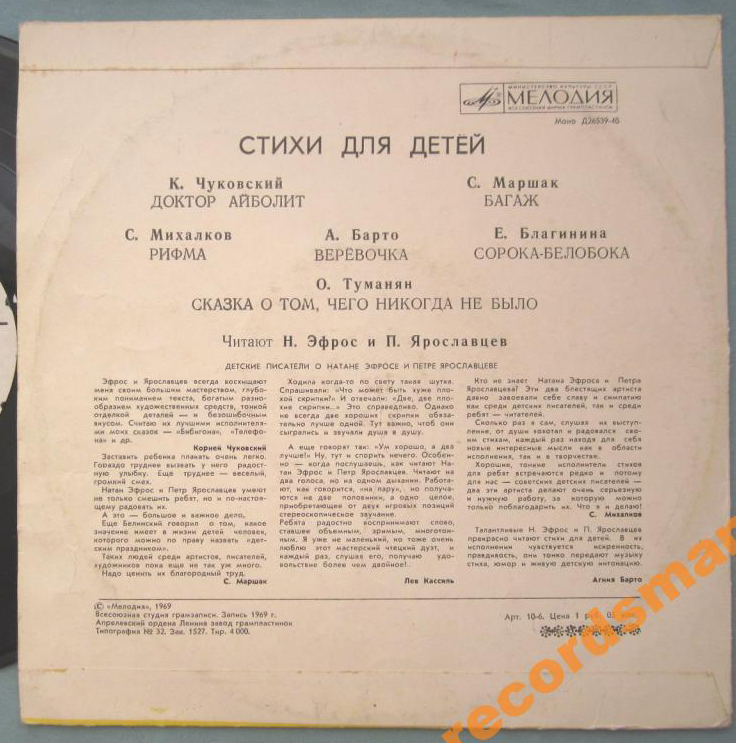 МИНИСТЕРСТВО КУЛЬТУРЫ СССР
МЕЛОДИЯ
ВСЕСОЮЗНАЯ ФИРМА ГРАМПЛАСТИНОК
Моно Д26539-40
СТИХИ ДЛЯ ДЕТЕЙ
К. Чуковский
ДОКТОР АЙБОЛИТ
С. Маршак
БАГАЖ
С. Михалков
РИФМА
А. Барто
ВЕРЁВОЧКА
Е. Благинина
СОРОКА-БЕЛОБОКА
О. Туманян
СКАЗКА О ТОМ, ЧЕГО НИКОГДА НЕ БЫЛО
Читают Н. Эфрос и П. Ярославцев
ДЕТСКИЕ ПИСАТЕЛИ О НАТАНЕ ЭФРОСЕ И ПЕТРЕ ЯРОСЛАВЦЕВЕ
Эфрос и Ярославцев всегда восхищают
меня своим большим мастерством, глубо-
ким пониманием текста, богатым разно-
образием художественных средств, тонкой
отделкой деталей — и безошибочным
вкусом. Считаю их лучшими исполнителя-
ми моих сказок — «Бибигона», «Телефо-
на» и др.
Корней Чуковский
Заставить ребенка плакать очень легко.
Гораздо труднее вызвать у него радост-
ную улыбку. Еще труднее — веселый,
громкий смех.
Натан Эфрос и Петр Ярославцев умеют
не только смешить ребят, но и по-настоя-
щему радовать их.
А это — большое и важное дело,
Еще Белинский говорил о том, какое
значение имеет в жизни детей человек,
которого можно по праву назвать «дет-
ским праздником».
Таких людей среди артистов, писателей,
художников пока еще не так уж много.
Надо ценить их благородный труд.
С. Маршак
Ходила когда-то по свету такая шутка.
Спрашивали: «Что может быть хуже пло-
хой скрипки!» И отвечали: «Две, две пло-
хие скрипки...» Это справедливо. Однако
не всегда две хороших скрипки обяза-
тельно лучше одной. Тут важно, чтоб они
сыгрались и звучали душа в душу.
А еще говорят так: «Ум хорошо, а два
лучше!» Ну, тут и спорить нечего. Особен-
но — когда послушаешь, как читают На-
тан Эфрос и Петр Ярославцев. Читают на
два голоса, но на одном дыхании. Работа-
ют, как говорится, «на пару», но получа-
ются не две половинки, а одно целое,
приобретающее от двух игровых позиций
стереоскопическое звучание.
Ребята радостно воспринимают слово,
ставшее объемным, зримым, многотон-
ным. Я уже не маленький, но тоже очень
люблю этот мастерский чтецкий дуэт, и
каждый раз, слушая его, получаю удо-
вольствие более чем двойное!..
Лев Кассиль
Кто не знает Натана Эфроса и Петра
Ярославцева? Эти два блестящих артиста
давно завоевали себе славу и симпатию
как среди детских писателей, так и среди
ребят — читателей.
Сколько раз я сам, слушая их выступ-
ление, от души хохотал и радовался сво-
им стихам, каждый раз находя для себя
новые интересные мысли как в области
исполнения, так и в творчестве.
Хорошие, тонкие исполнители стихов
для ребят встречаются редко и потому
для нас — советских детских писателей —
два эти артиста делают очень серьезную
и нужную работу, за которую можно
только поблагодарить их. Что я и делаю!
С. Михалков
Талантливые Н. Эфрос и П. Ярославцев
прекрасно читают стихи для детей. В их
исполнении чувствуется искренность,
правдивость, они тонко передают музыку
стиха, юмор и живую детскую интонацию.
Агния Барто
Ⓒ «Мелодия», 1969
Всесоюзная студия грамзаписи. Запись 1969 г.
Апрелевский ордена Ленина завод грампластинок
Типография № 32. Зак. 1527. Тир. 4 000.
Арт. 10-6. Цена 1 руб. 05 коп.
recordsman